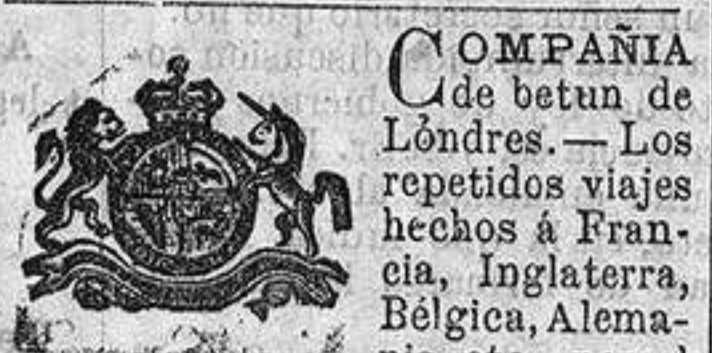 COMPAÑIA
de betun de
Lóndres.— Los
repetidos viajes
hechos á Fran-
cia, Inglaterra,
Bélgica, Alema-